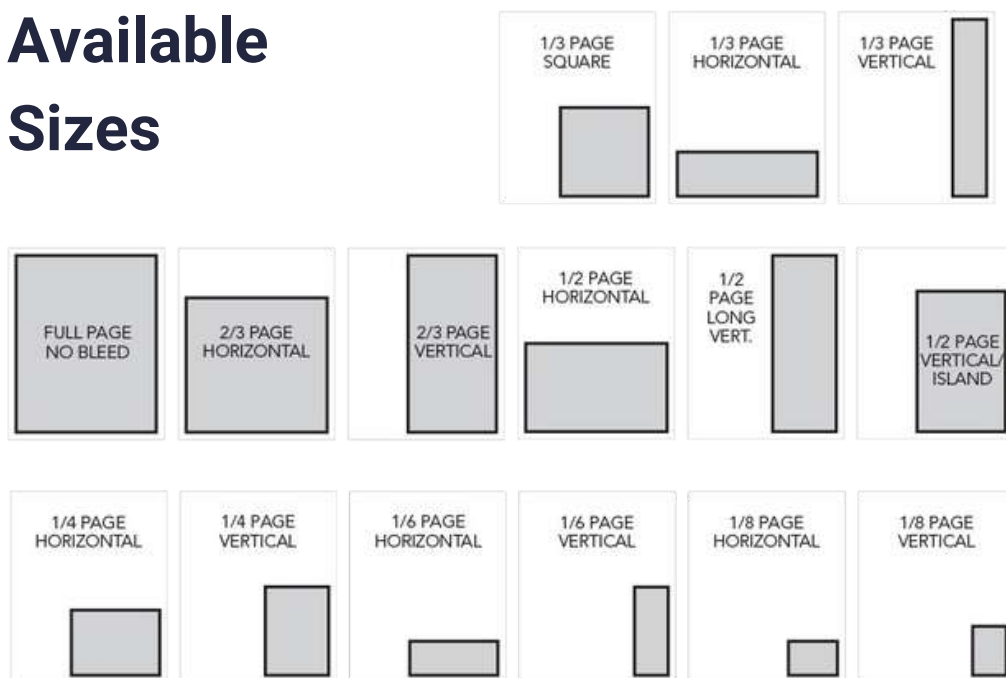 Available
Sizes
1/3 PAGE
SQUARE
1/3 PAGE
HORIZONTAL
1/3 PAGE
VERTICAL
FULL PAGE
NO BLEED
2/3 PAGE
HORIZONTAL
2/3 PAGE
VERTICAL
1/2 PAGE
HORIZONTAL
1/2
PAGE
LONG
VERT.
1/2 PAGE
VERTICAL/
ISLAND
1/4 PAGE
HORIZONTAL
1/4 PAGE
VERTICAL
1/6 PAGE
HORIZONTAL
1/6 PAGE
VERTICAL
1/8 PAGE
HORIZONTAL
1/8 PAGE
VERTICAL